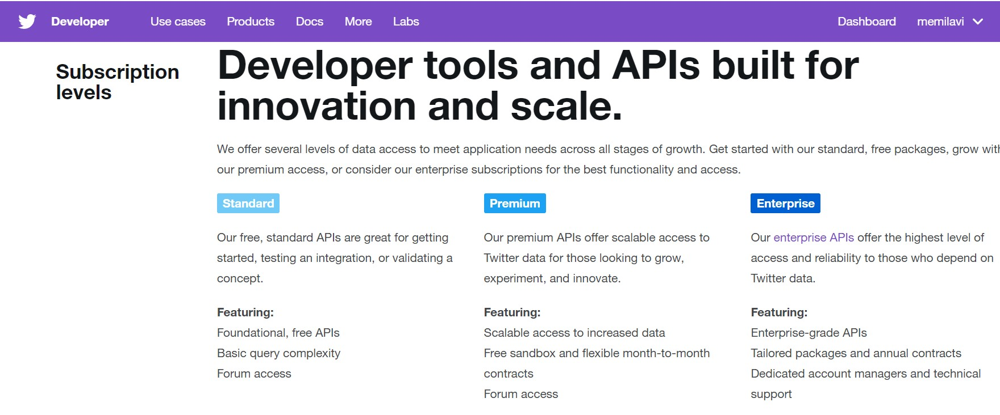 Developer Use cases Products Docs More Labs Dashboard memilavi
Subscription
levels
Developer tools and APIs built for
innovation and scale.
We offer several levels of data access to meet application needs across all stages of growth. Get started with our standard, free packages, grow with
our premium access, or consider our enterprise subscriptions for the best functionality and access.
Standard
Our free, standard APIs are great for getting
started, testing an integration, or validating a
concept.
Featuring:
Foundational, free APIs
Basic query complexity
Forum access
Premium
Our premium APIs offer scalable access to
Twitter data for those looking to grow,
experiment, and innovate.
Featuring:
Scalable access to increased data
Free sandbox and flexible month-to-month
contracts
Forum access
Enterprise
Our enterprise APIs offer the highest level of
access and reliability to those who depend on
Twitter data.
Featuring:
Enterprise-grade APIs
Tailored packages and annual contracts
Dedicated account managers and technical
support